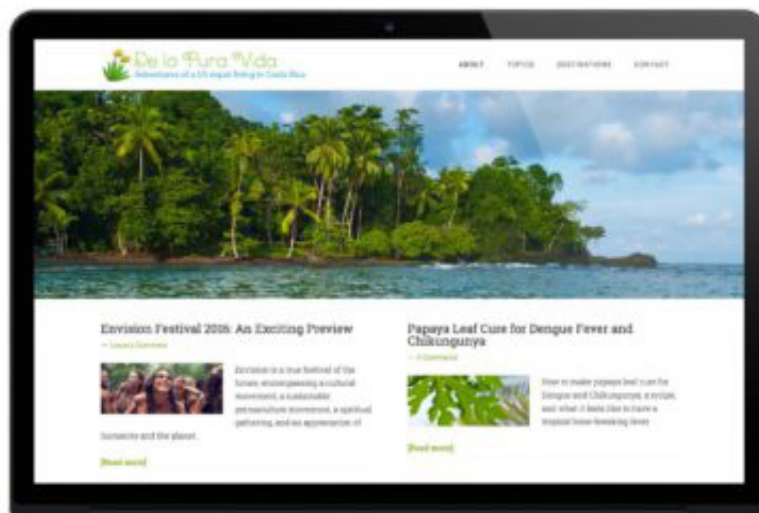 De la Pura Vida
Adventures of a US expat living in Costa Rica
ABOUT TOPICS DESTINATIONS CONTACT
Envision Festival 2016: An Exciting Preview
— Leave a Comment
Envision is a true festival of the
future, encompassing a cultural
movement, a sustainable
permaculture movement, a spiritual
gathering, and an appreciation of
humanity and the planet.
[Read more]
Papaya Leaf Cure for Dengue Fever and
Chikungunya
— Comments
How to make papaya leaf cure for
Dengue and Chikungunya, a recipe,
and what it feels like to have a
tropical bone-breaking fever
[Read more]